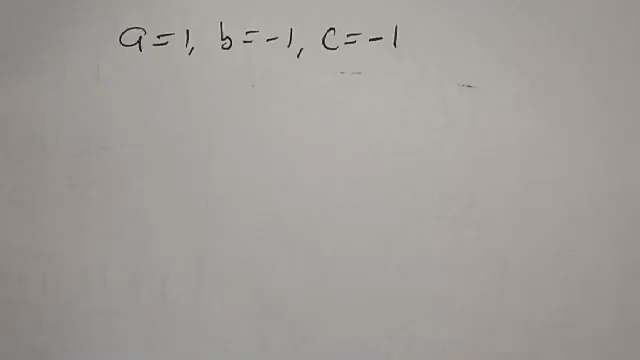 a=1, b=-1, c=-1